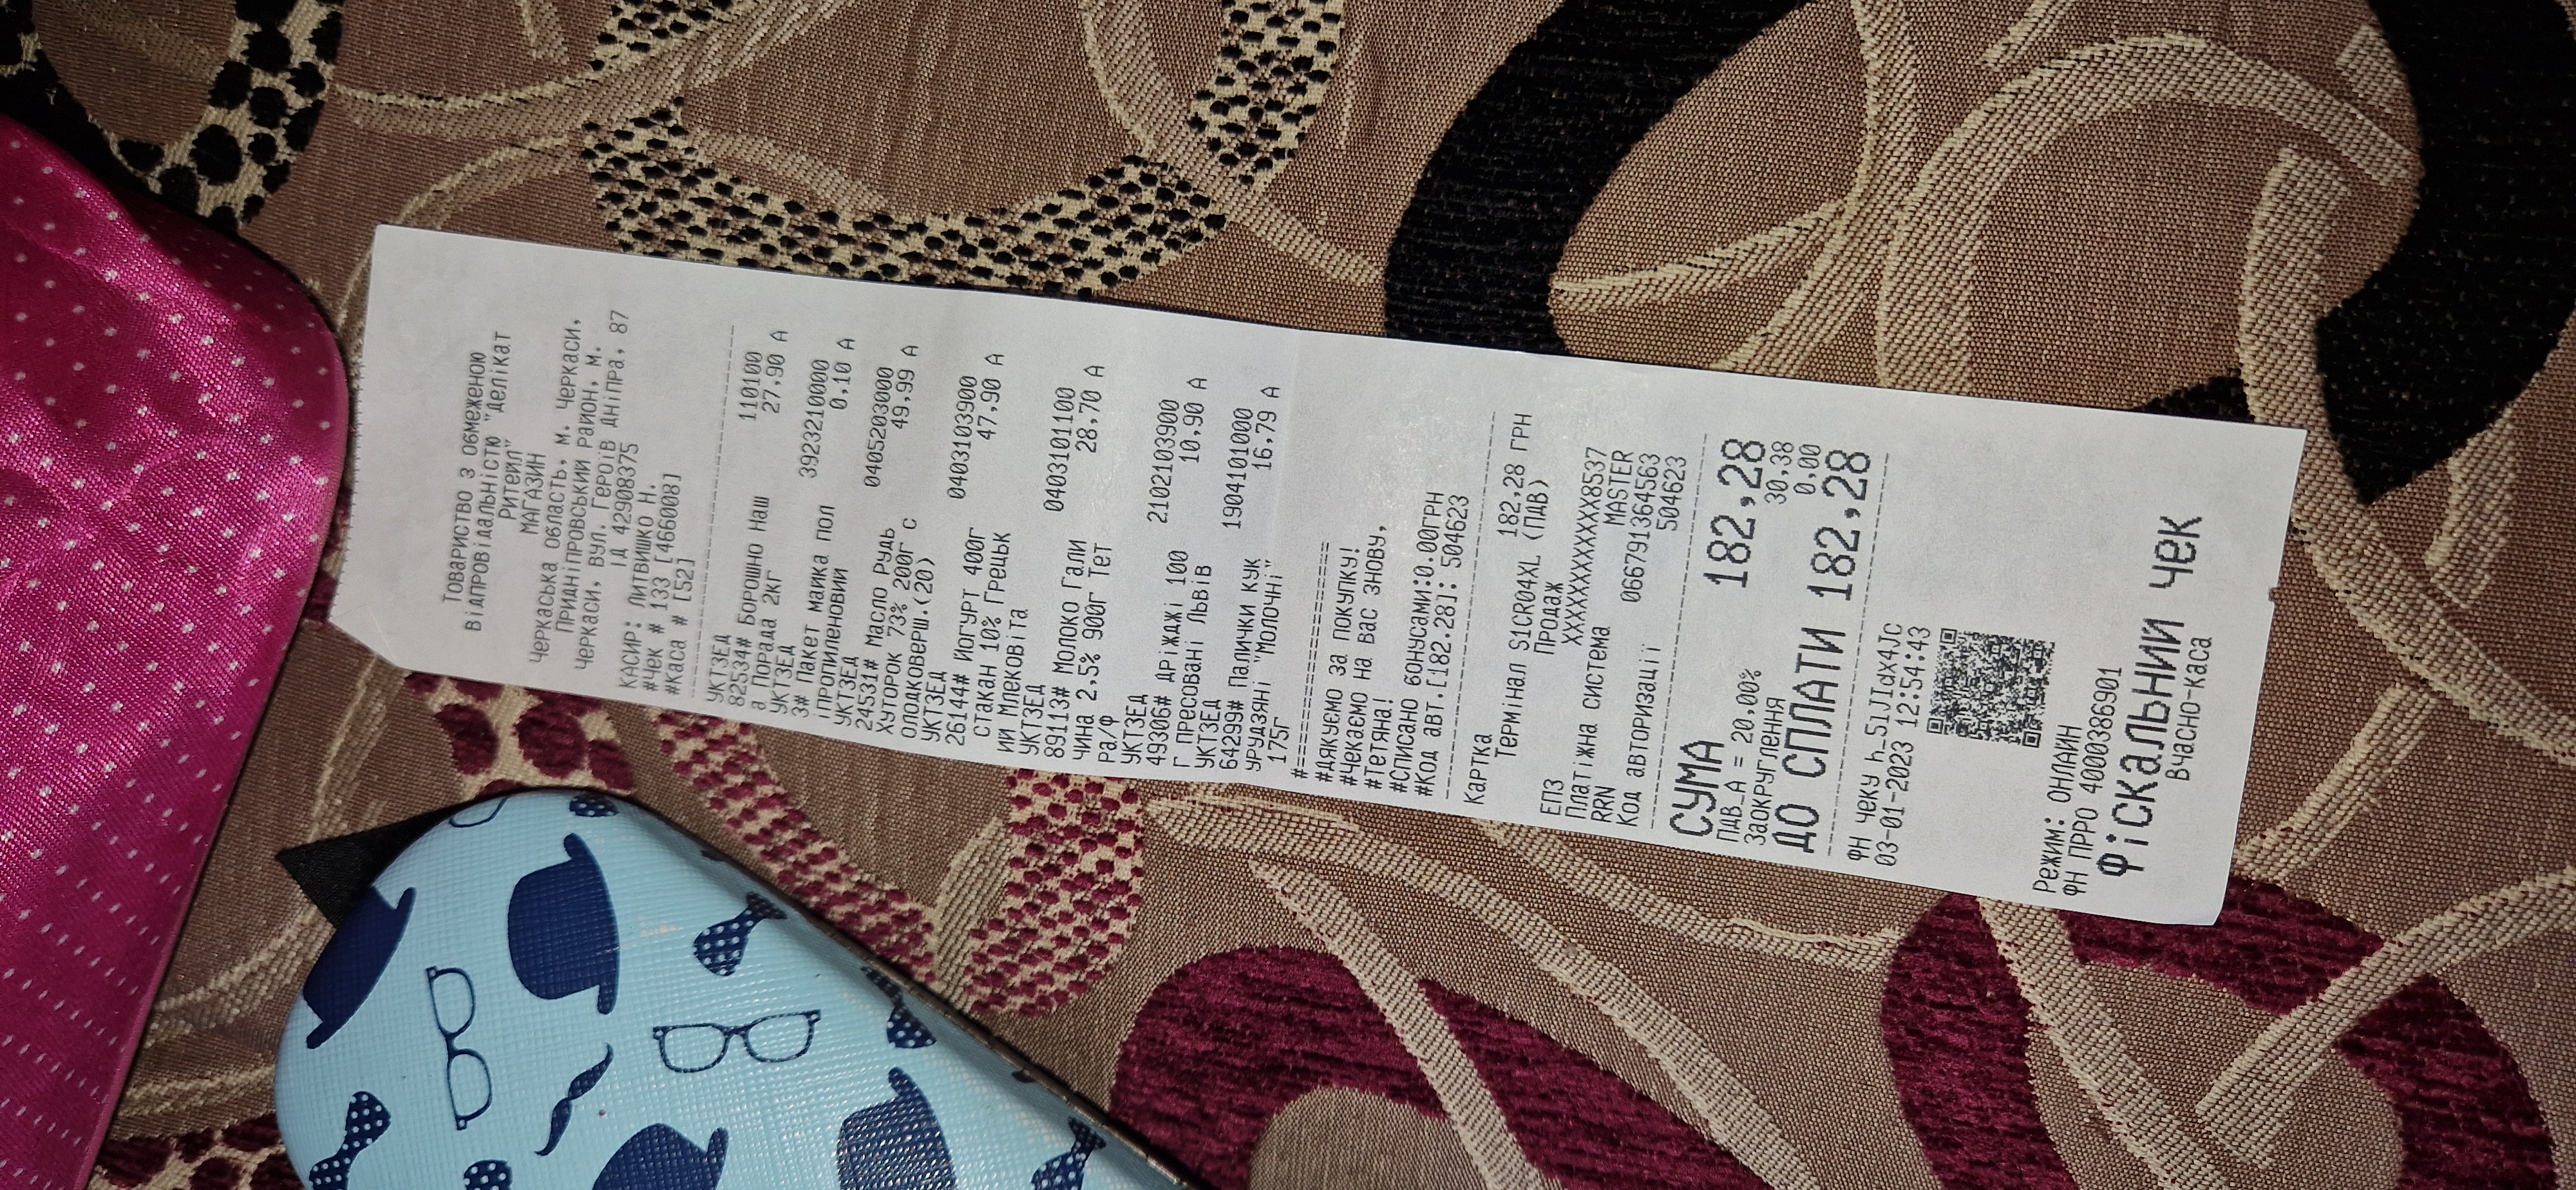 Товариство з обмеженою
відповідальністю "Делікат
Ритейл"
МАГАЗИН
Черкаська область, м. Черкаси,
Придніпровський район, м.
Черкаси, вул. Героїв Дніпра, 87
ІД 42908375
КАСИР: Литвишко Н.
#Чек # 133 [466008]
#Каса # [52]
УКТЗЕД 110100
82534# Борошно Наш 27,90 А
а Порада 2кг
УКТЗЕД 3923210000
3# Пакет майка пол 0,10 А
іпропиленовий
УКТЗЕД 0405203000
24531# Масло Рудь 49,99 А
Хуторок 73% 200г с
олодковерш.(20)
УКТЗЕД 0403103900
26144# Йогурт 400г 47,90 А
стакан 10% Грецьк
ий Млековіта
УКТЗЕД 0403101100
89113# Молоко Гали 28,70 А
чина 2,5% 900г Тет
ра/ф
УКТЗЕД 2102103900
49306# Дріжджі 100 10,90 А
г пресовані Львів
УКТЗЕД 1904101000
64299# Палички кук 16,79 А
урудзяні "Молочні"
175г
#====================
#Дякуємо за покупку!
#Чекаємо на Вас знову,
#Тетяна!
#Списано бонусами:0.00ГРН
#Код авт.[182.28]: 504623
Картка 182,28 ГРН
Термінал S1CR04XL (ПДВ)
Продаж
ЕПЗ XXXXXXXXXXXX8537
Платіжна система MASTER
RRN 066791364563
Код авторизації 504623
СУМА 182,28
ПДВ_А = 20.00% 30,38
Заокруглення 0,00
ДО СПЛАТИ 182,28
ФН чеку h_5lJIdx4Jc
03-01-2023 12:54:43
Режим: ОНЛАЙН
ФН ПРРО 4000386901
Фіскальний чек
Вчасно-каса